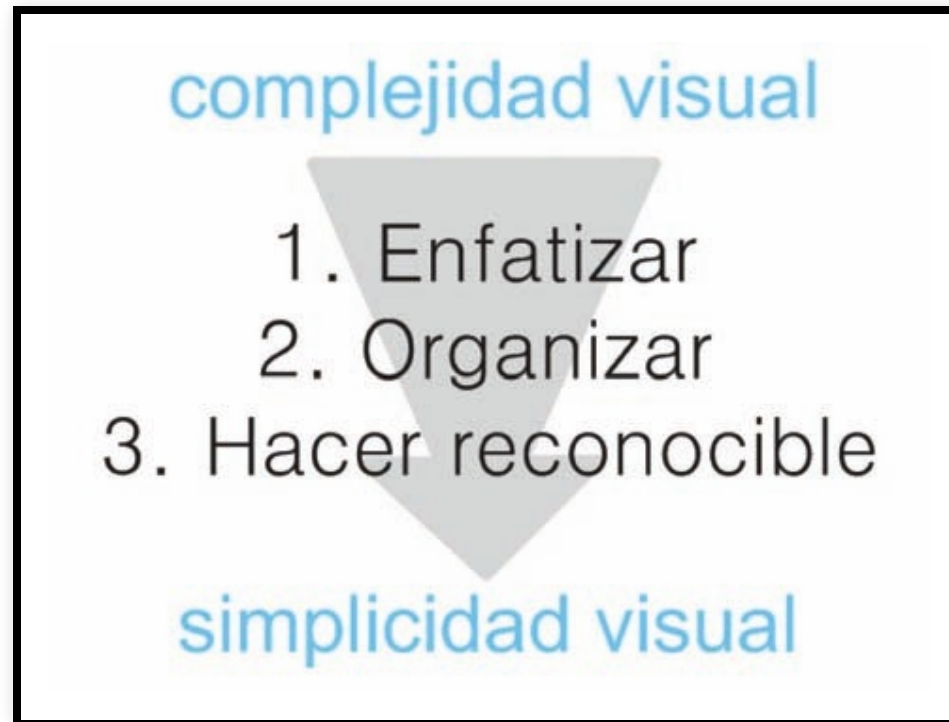 complejidad visual
1. Enfatizar
2. Organizar
3. Hacer reconocible
simplicidad visual